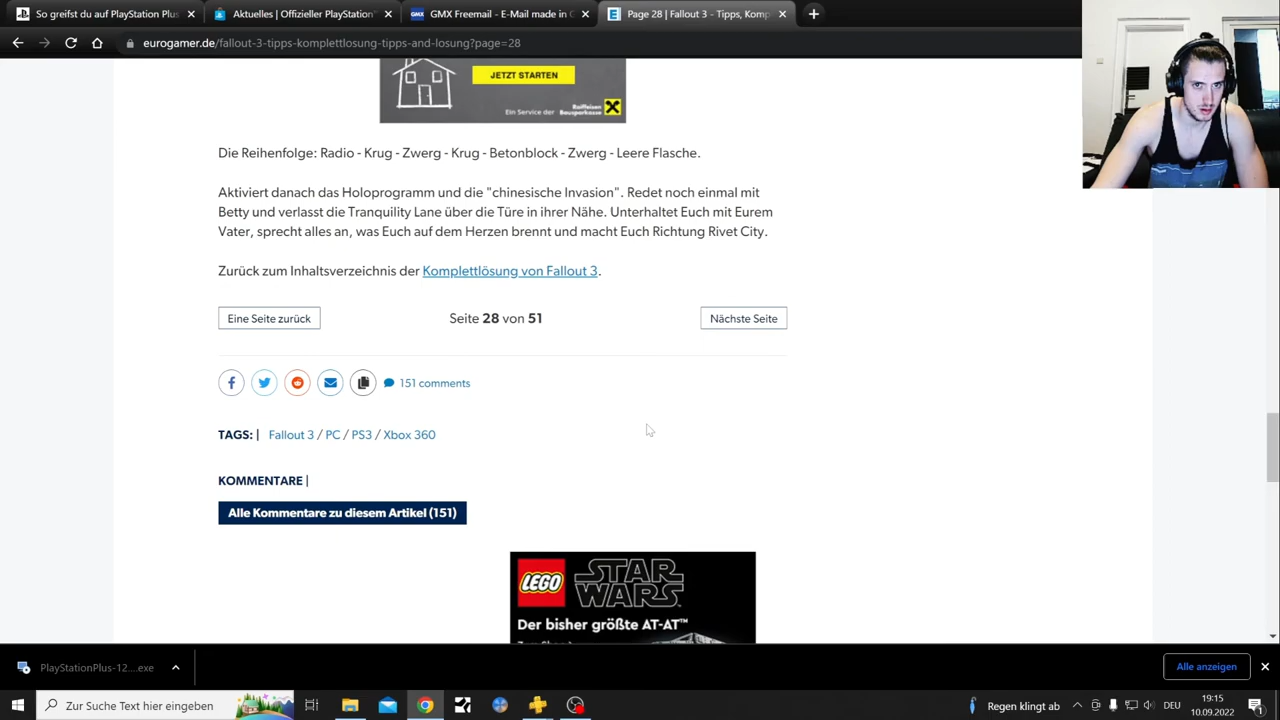 So greifst du auf PlayStation Plus
Aktuelles | Offizieller PlayStation
GMX Freemail - E-Mail made in G
Page 28 | Fallout 3 - Tipps, Komp
eurogamer.de/fallout-3-tipps-komplettlosung-tipps-and-losung?page=28
JETZT STARTEN
Ein Service der Raiffeisen Bausparkasse
Die Reihenfolge: Radio - Krug - Zwerg - Krug - Betonblock - Zwerg - Leere Flasche.
Aktiviert danach das Holoprogramm und die "chinesische Invasion". Redet noch einmal mit
Betty und verlasst die Tranquility Lane über die Türe in ihrer Nähe. Unterhaltet Euch mit Eurem
Vater, sprecht alles an, was Euch auf dem Herzen brennt und macht Euch Richtung Rivet City.
Zurück zum Inhaltsverzeichnis der Komplettlösung von Fallout 3.
Eine Seite zurück
Seite 28 von 51
Nächste Seite
151 comments
TAGS: | Fallout 3 / PC / PS3 / Xbox 360
KOMMENTARE |
Alle Kommentare zu diesem Artikel (151)
LEGO STAR WARS
Der bisher größte AT-AT™
PlayStationPlus-12....exe
Alle anzeigen
Zur Suche Text hier eingeben
Regen klingt ab
DEU
19:15
10.09.2022
1